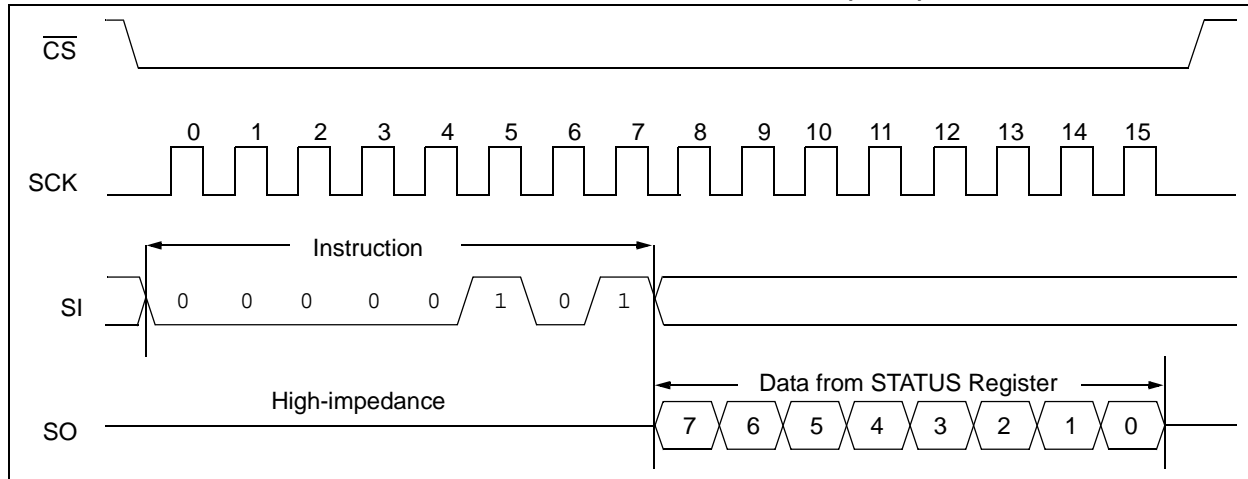 CS
0 1 2 3 4 5 6 7 8 9 10 11 12 13 14 15
SCK
Instruction
SI 0 0 0 0 0 1 0 1
Data from STATUS Register
High-impedance
SO 7 6 5 4 3 2 1 0